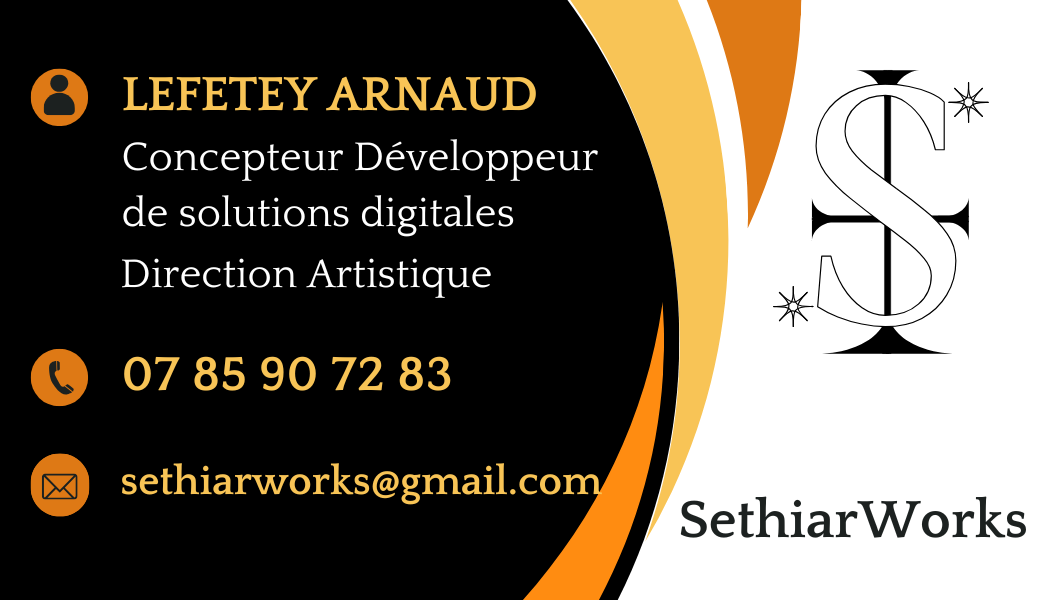 LEFETEY ARNAUD
Concepteur Développeur
de solutions digitales
Direction Artistique
07 85 90 72 83
sethiarworks@gmail.com
S
SethiarWorks